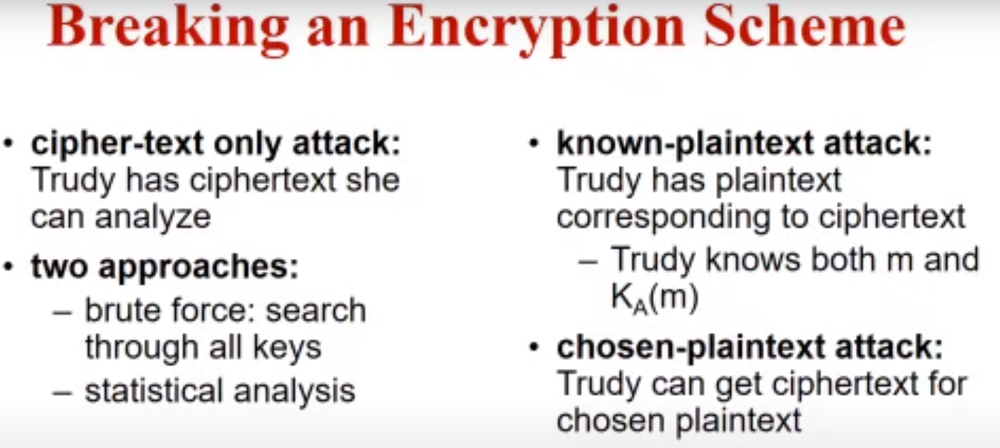 Breaking an Encryption Scheme
• cipher-text only attack:
Trudy has ciphertext she
can analyze
• two approaches:
– brute force: search
through all keys
– statistical analysis
• known-plaintext attack:
Trudy has plaintext
corresponding to ciphertext
– Trudy knows both m and
K_A(m)
• chosen-plaintext attack:
Trudy can get ciphertext for
chosen plaintext